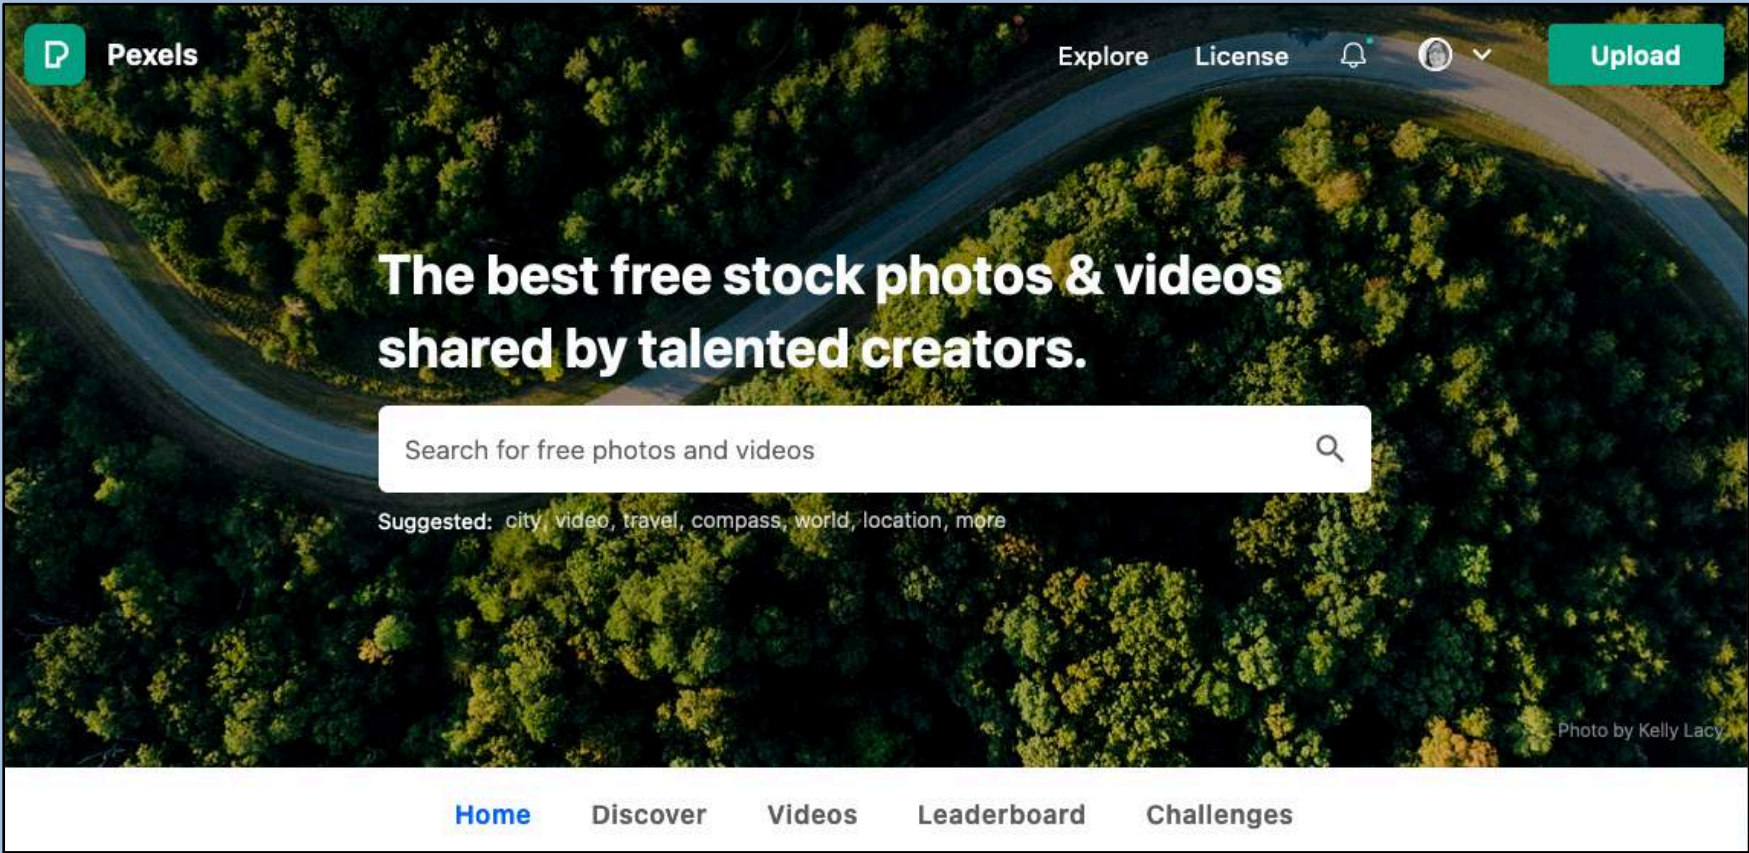 Pexels
Explore
License
Upload
The best free stock photos & videos
shared by talented creators.
Search for free photos and videos
Suggested: city, video, travel, compass, world, location, more
Photo by Kelly Lacy
Home
Discover
Videos
Leaderboard
Challenges